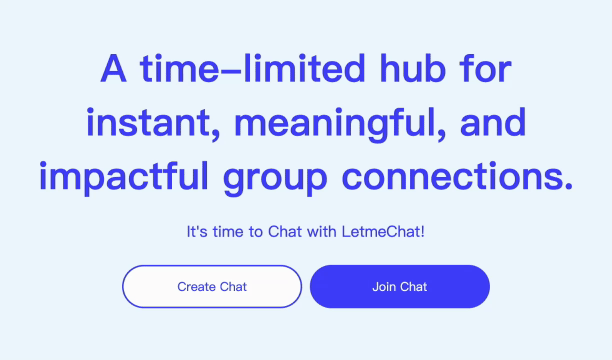 A time–limited hub for
instant, meaningful, and
impactful group connections.
It's time to Chat with LetmeChat!
Create Chat
Join Chat